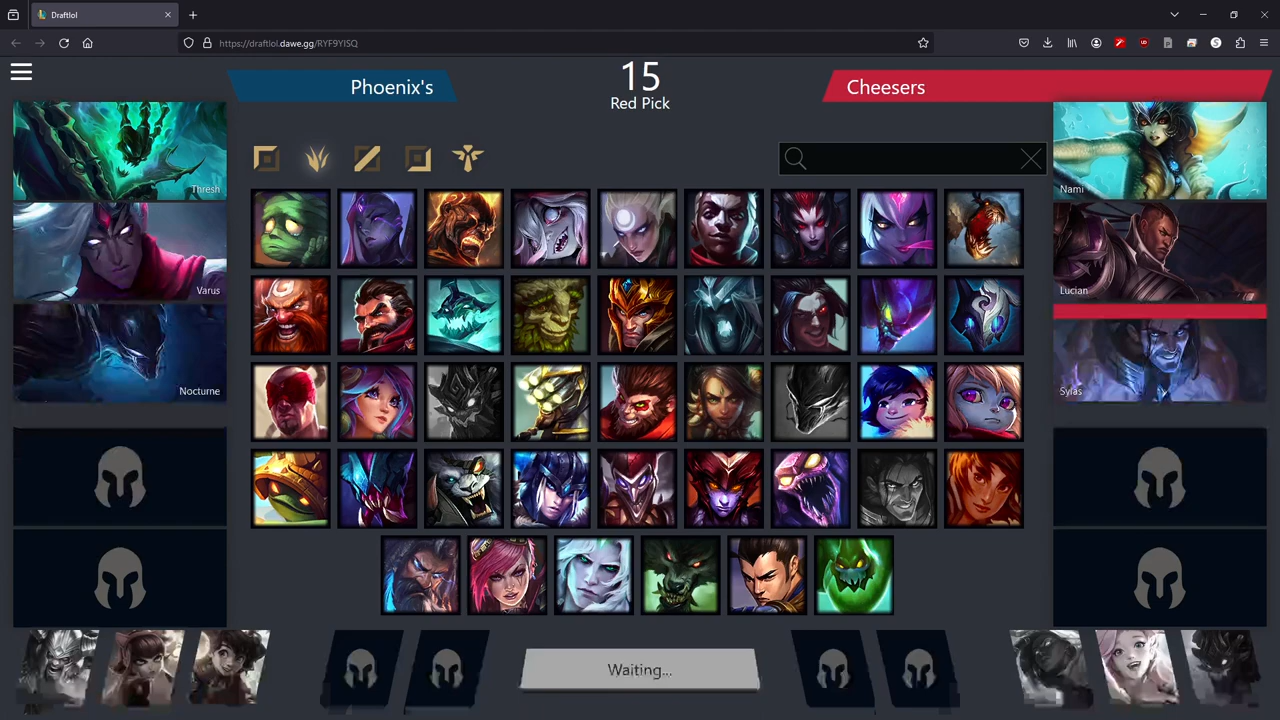 Draftlol
https://draftlol.dawe.gg/RYF9YISQ
Phoenix's
15
Red Pick
Cheesers
Thresh
Varus
Nocturne
Nami
Lucian
Sylas
Waiting...